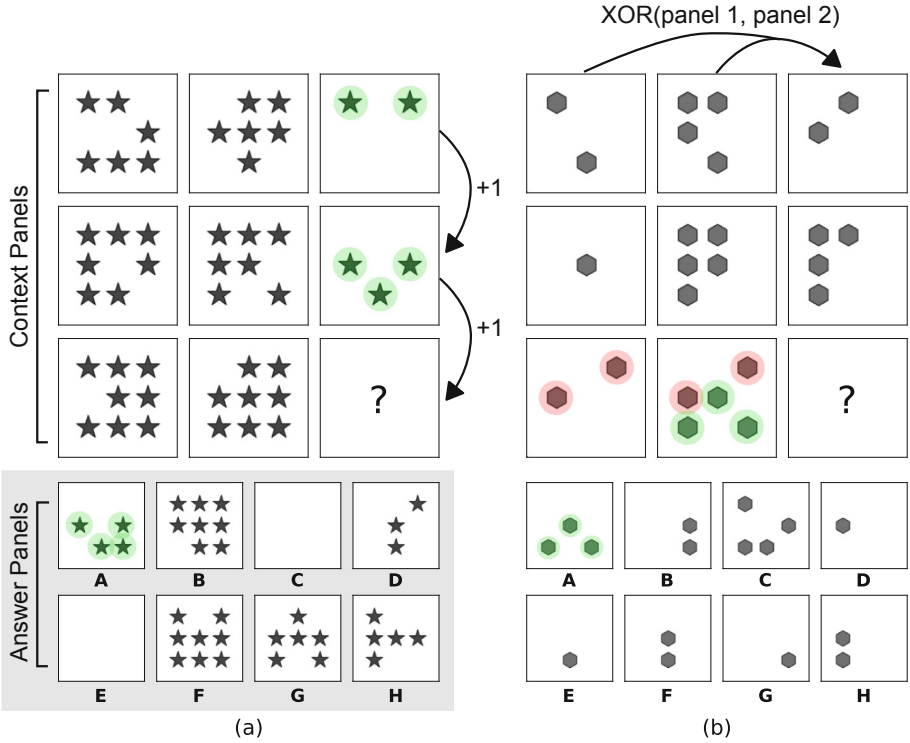 XOR(panel 1, panel 2)
Context Panels
+1
+1
?
?
Answer Panels
A B C D
E F G H
A B C D
E F G H
(a)
(b)